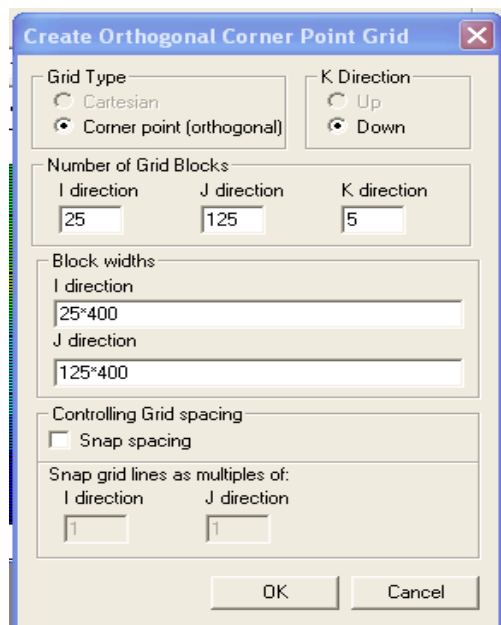 Create Orthogonal Corner Point Grid
Grid Type
Cartesian
Corner point (orthogonal)
K Direction
Up
Down
Number of Grid Blocks
I direction J direction K direction
25 125 5
Block widths
I direction
25*400
J direction
125*400
Controlling Grid spacing
Snap spacing
Snap grid lines as multiples of:
I direction J direction
1 1
OK Cancel